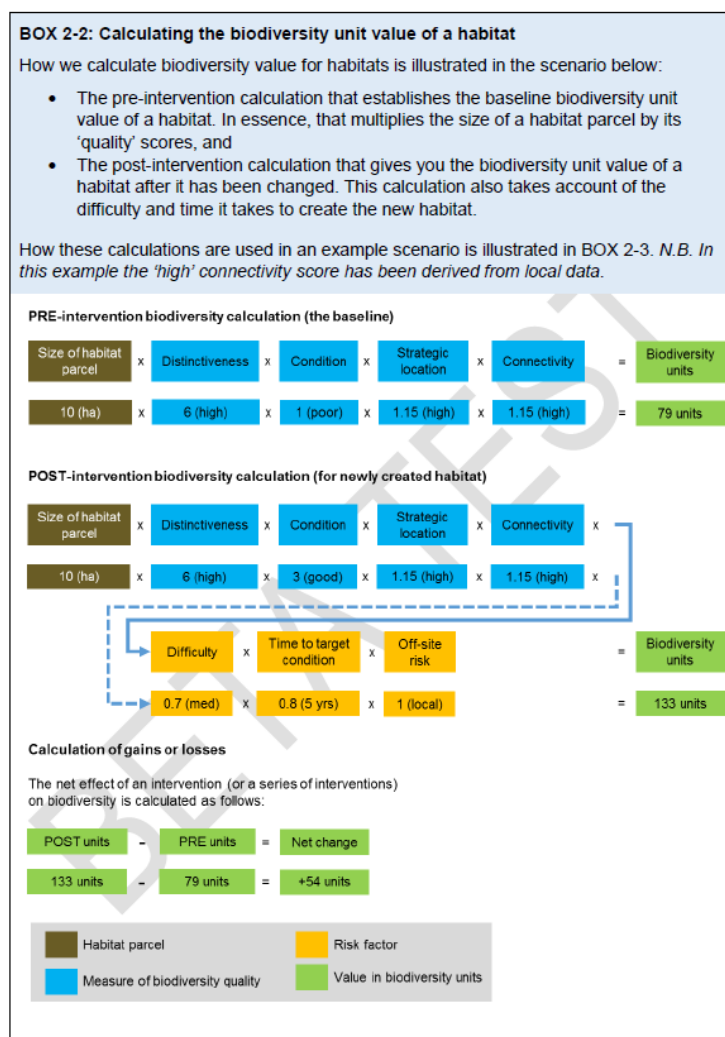 BOX 2-2: Calculating the biodiversity unit value of a habitat
How we calculate biodiversity value for habitats is illustrated in the scenario below:
• The pre-intervention calculation that establishes the baseline biodiversity unit
value of a habitat. In essence, that multiplies the size of a habitat parcel by its
‘quality’ scores, and
• The post-intervention calculation that gives you the biodiversity unit value of a
habitat after it has been changed. This calculation also takes account of the
difficulty and time it takes to create the new habitat.
How these calculations are used in an example scenario is illustrated in BOX 2-3. N.B. In
this example the ‘high’ connectivity score has been derived from local data.
PRE-intervention biodiversity calculation (the baseline)
Size of habitat parcel x Distinctiveness x Condition x Strategic location x Connectivity = Biodiversity units
10 (ha) x 6 (high) x 1 (poor) x 1.15 (high) x 1.15 (high) = 79 units
POST-intervention biodiversity calculation (for newly created habitat)
Size of habitat parcel x Distinctiveness x Condition x Strategic location x Connectivity x
10 (ha) x 6 (high) x 3 (good) x 1.15 (high) x 1.15 (high) x
Difficulty x Time to target condition x Off-site risk = Biodiversity units
0.7 (med) x 0.8 (5 yrs) x 1 (local) = 133 units
Calculation of gains or losses
The net effect of an intervention (or a series of interventions)
on biodiversity is calculated as follows:
POST units - PRE units = Net change
133 units - 79 units = +54 units
Habitat parcel
Risk factor
Measure of biodiversity quality
Value in biodiversity units
BETA TEST